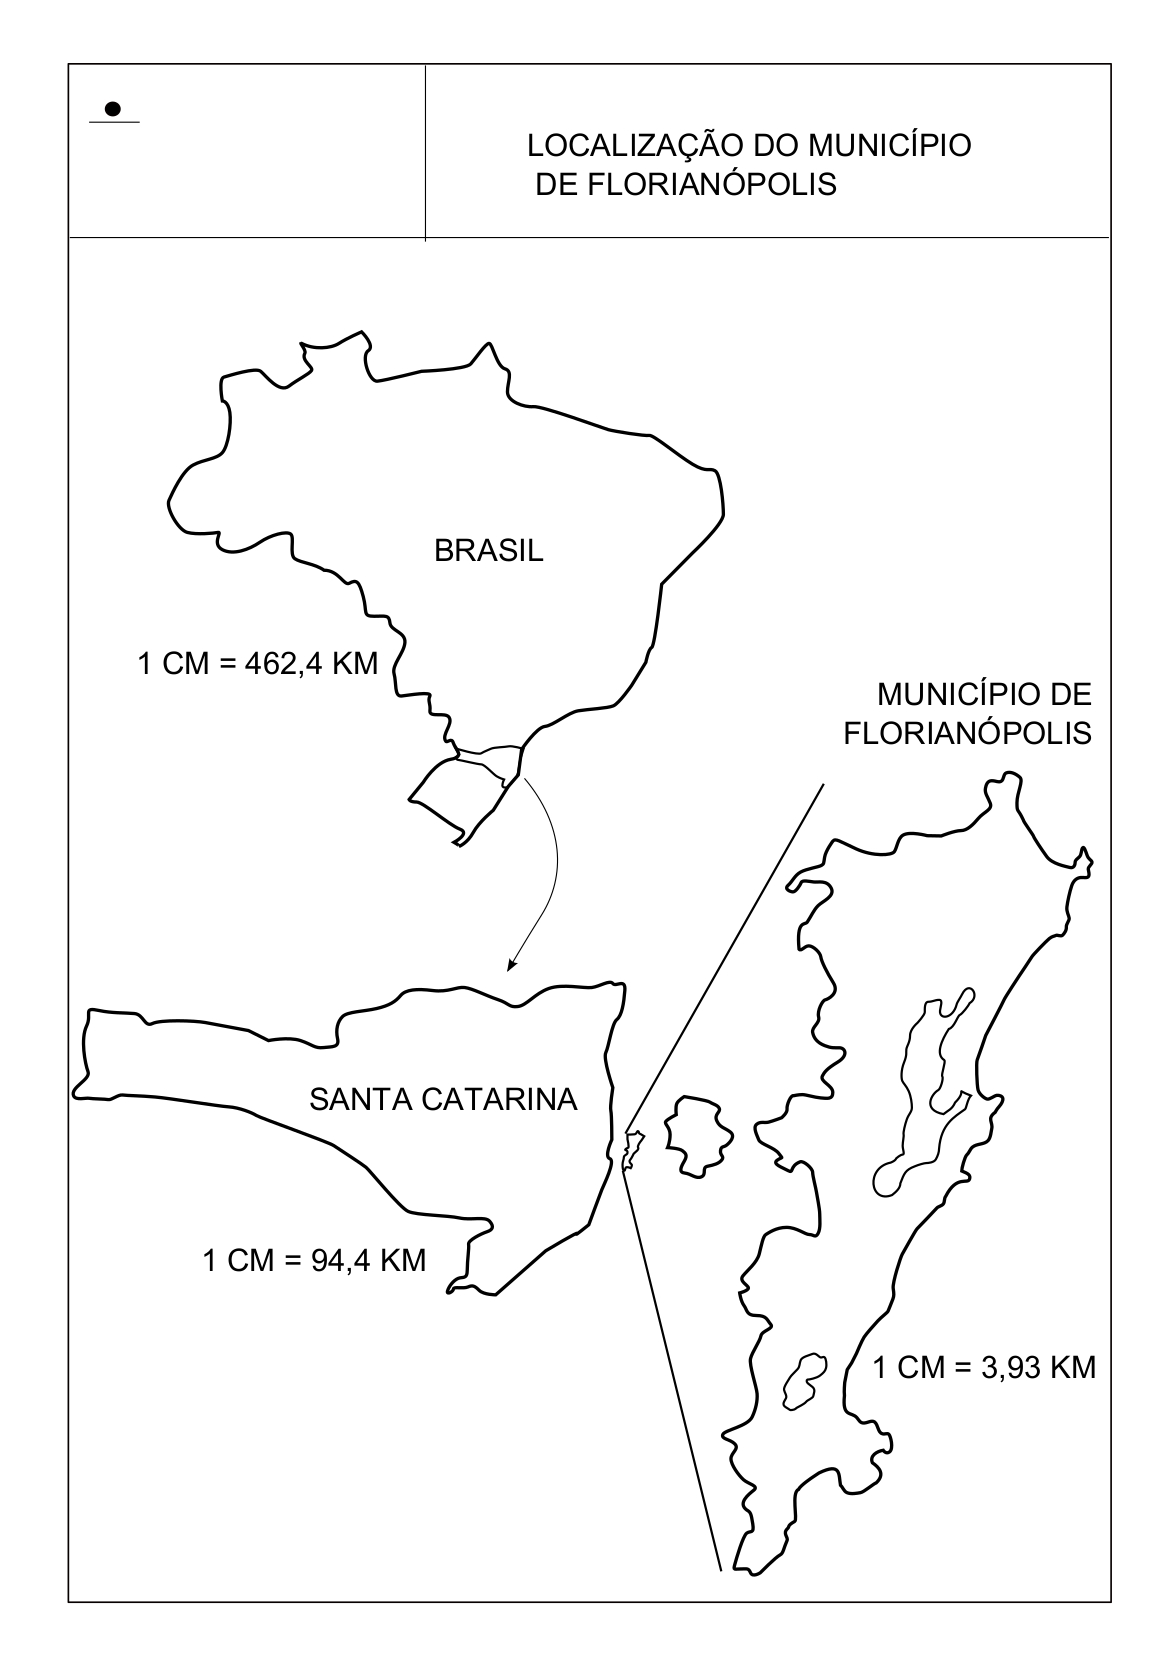 LOCALIZAÇÃO DO MUNICÍPIO
DE FLORIANÓPOLIS
BRASIL
1 CM = 462,4 KM
MUNICÍPIO DE
FLORIANÓPOLIS
SANTA CATARINA
1 CM = 94,4 KM
1 CM = 3,93 KM